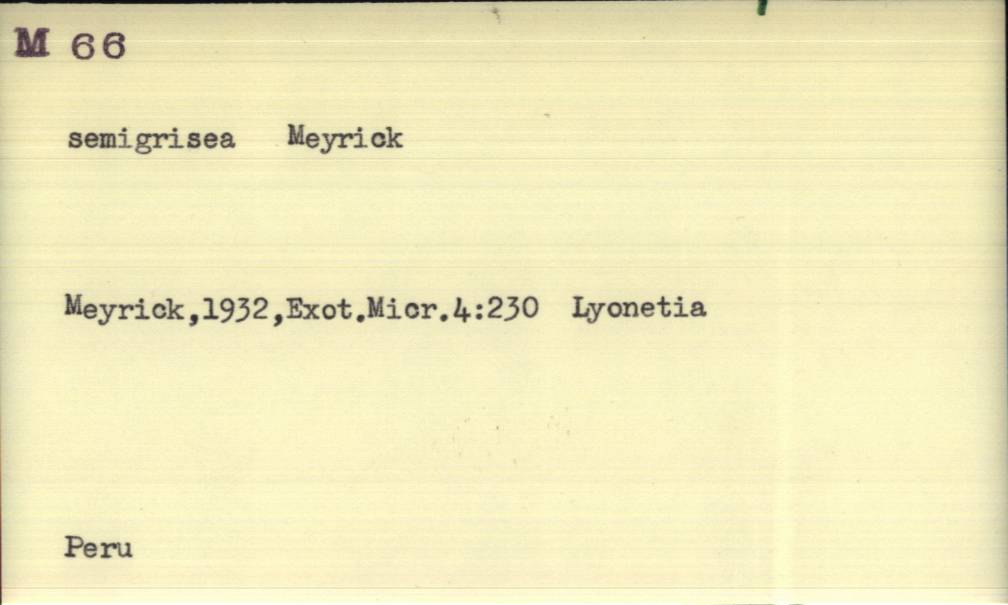 M 66
semigrisea Meyrick
Meyrick,1932,Exot.Micr.4:230 Lyonetia
Peru